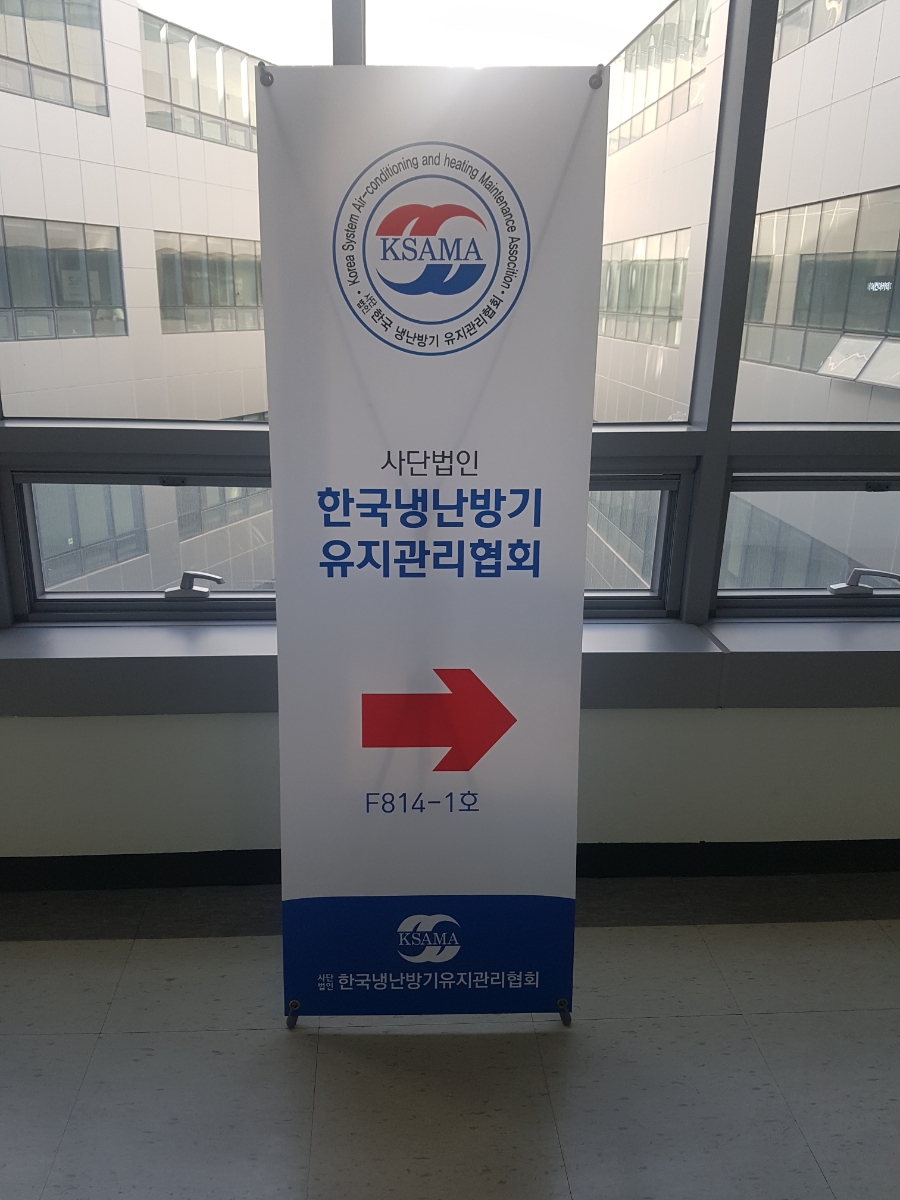 Korea System Air-conditioning and heating Maintenance Assocition
KSAMA
사단
법인 한국 냉난방기 유지관리협회
사단법인
한국냉난방기
유지관리협회
F814-1호
KSAMA
사단
법인 한국냉난방기유지관리협회